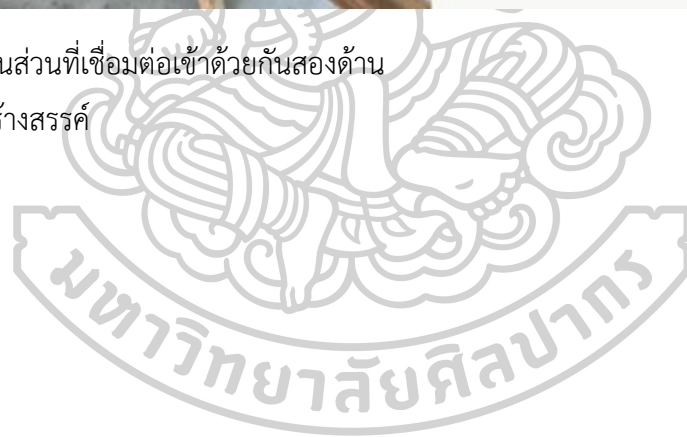 นส่วนที่เชื่อมต่อเข้าด้วยกันสองด้าน
ร้างสรรค์
มหาวิทยาลัยศิลปากร